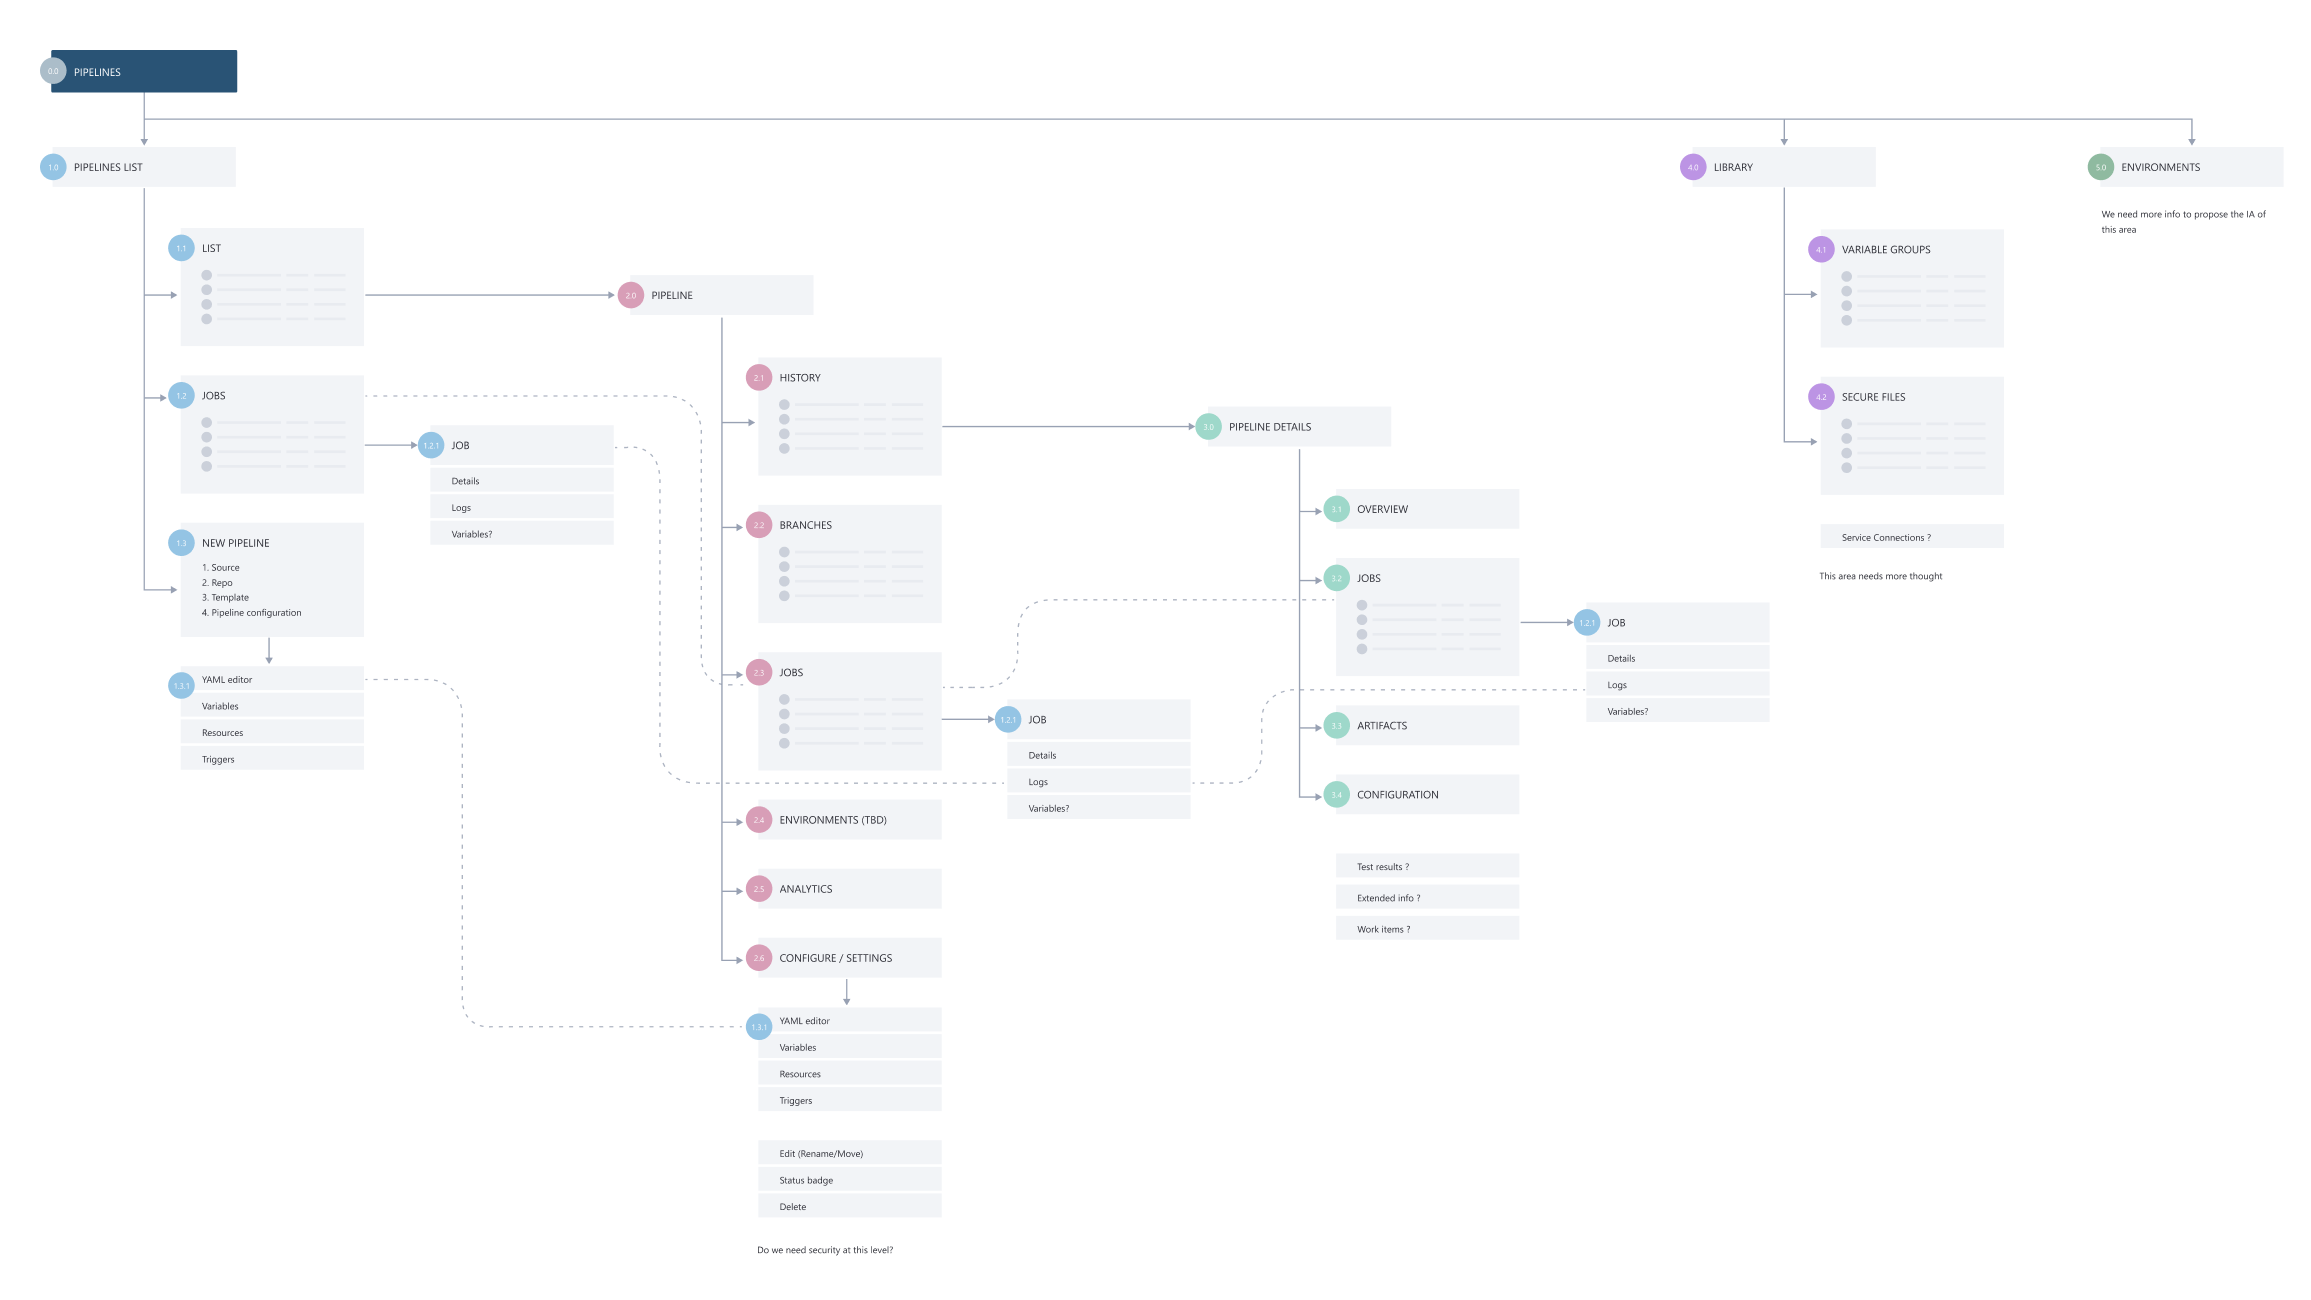 0.0
PIPELINES
1.0
PIPELINES LIST
4.0
LIBRARY
5.0
ENVIRONMENTS
We need more info to propose the IA of
this area
1.1
LIST
1.2
JOBS
1.2.1
JOB
Details
Logs
Variables?
1.3
NEW PIPELINE
1. Source
2. Repo
3. Template
4. Pipeline configuration
1.3.1
YAML editor
Variables
Resources
Triggers
2.0
PIPELINE
2.1
HISTORY
2.2
BRANCHES
2.3
JOBS
1.2.1
JOB
Details
Logs
Variables?
2.4
ENVIRONMENTS (TBD)
2.5
ANALYTICS
2.6
CONFIGURE / SETTINGS
1.3.1
YAML editor
Variables
Resources
Triggers
Edit (Rename/Move)
Status badge
Delete
Do we need security at this level?
3.0
PIPELINE DETAILS
3.1
OVERVIEW
3.2
JOBS
1.2.1
JOB
Details
Logs
Variables?
3.3
ARTIFACTS
3.4
CONFIGURATION
Test results ?
Extended info ?
Work items ?
4.1
VARIABLE GROUPS
4.2
SECURE FILES
Service Connections ?
This area needs more thought